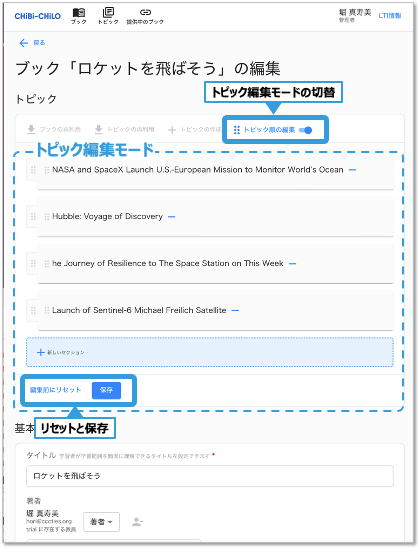 CHiBi-CHiLO
ブック
トピック
提供中のブック
堀 真寿美
管理者
LTI情報
戻る
ブック「ロケットを飛ばそう」の編集
トピック
トピック編集モードの切替
ブックの再利用
トピックの再利用
トピックの作成
トピック順の編集
トピック編集モード
NASA and SpaceX Launch U.S.-European Mission to Monitor World's Ocean
Hubble: Voyage of Discovery
he Journey of Resilience to The Space Station on This Week
Launch of Sentinel-6 Michael Freilich Satellite
新しいセクション
編集前にリセット
保存
基本
リセットと保存
タイトル 学習者が学習範囲を簡潔に理解できるタイトルを設定できます *
ロケットを飛ばそう
著者
堀 真寿美
hori@cccties.org
trial に存在する教員
著者